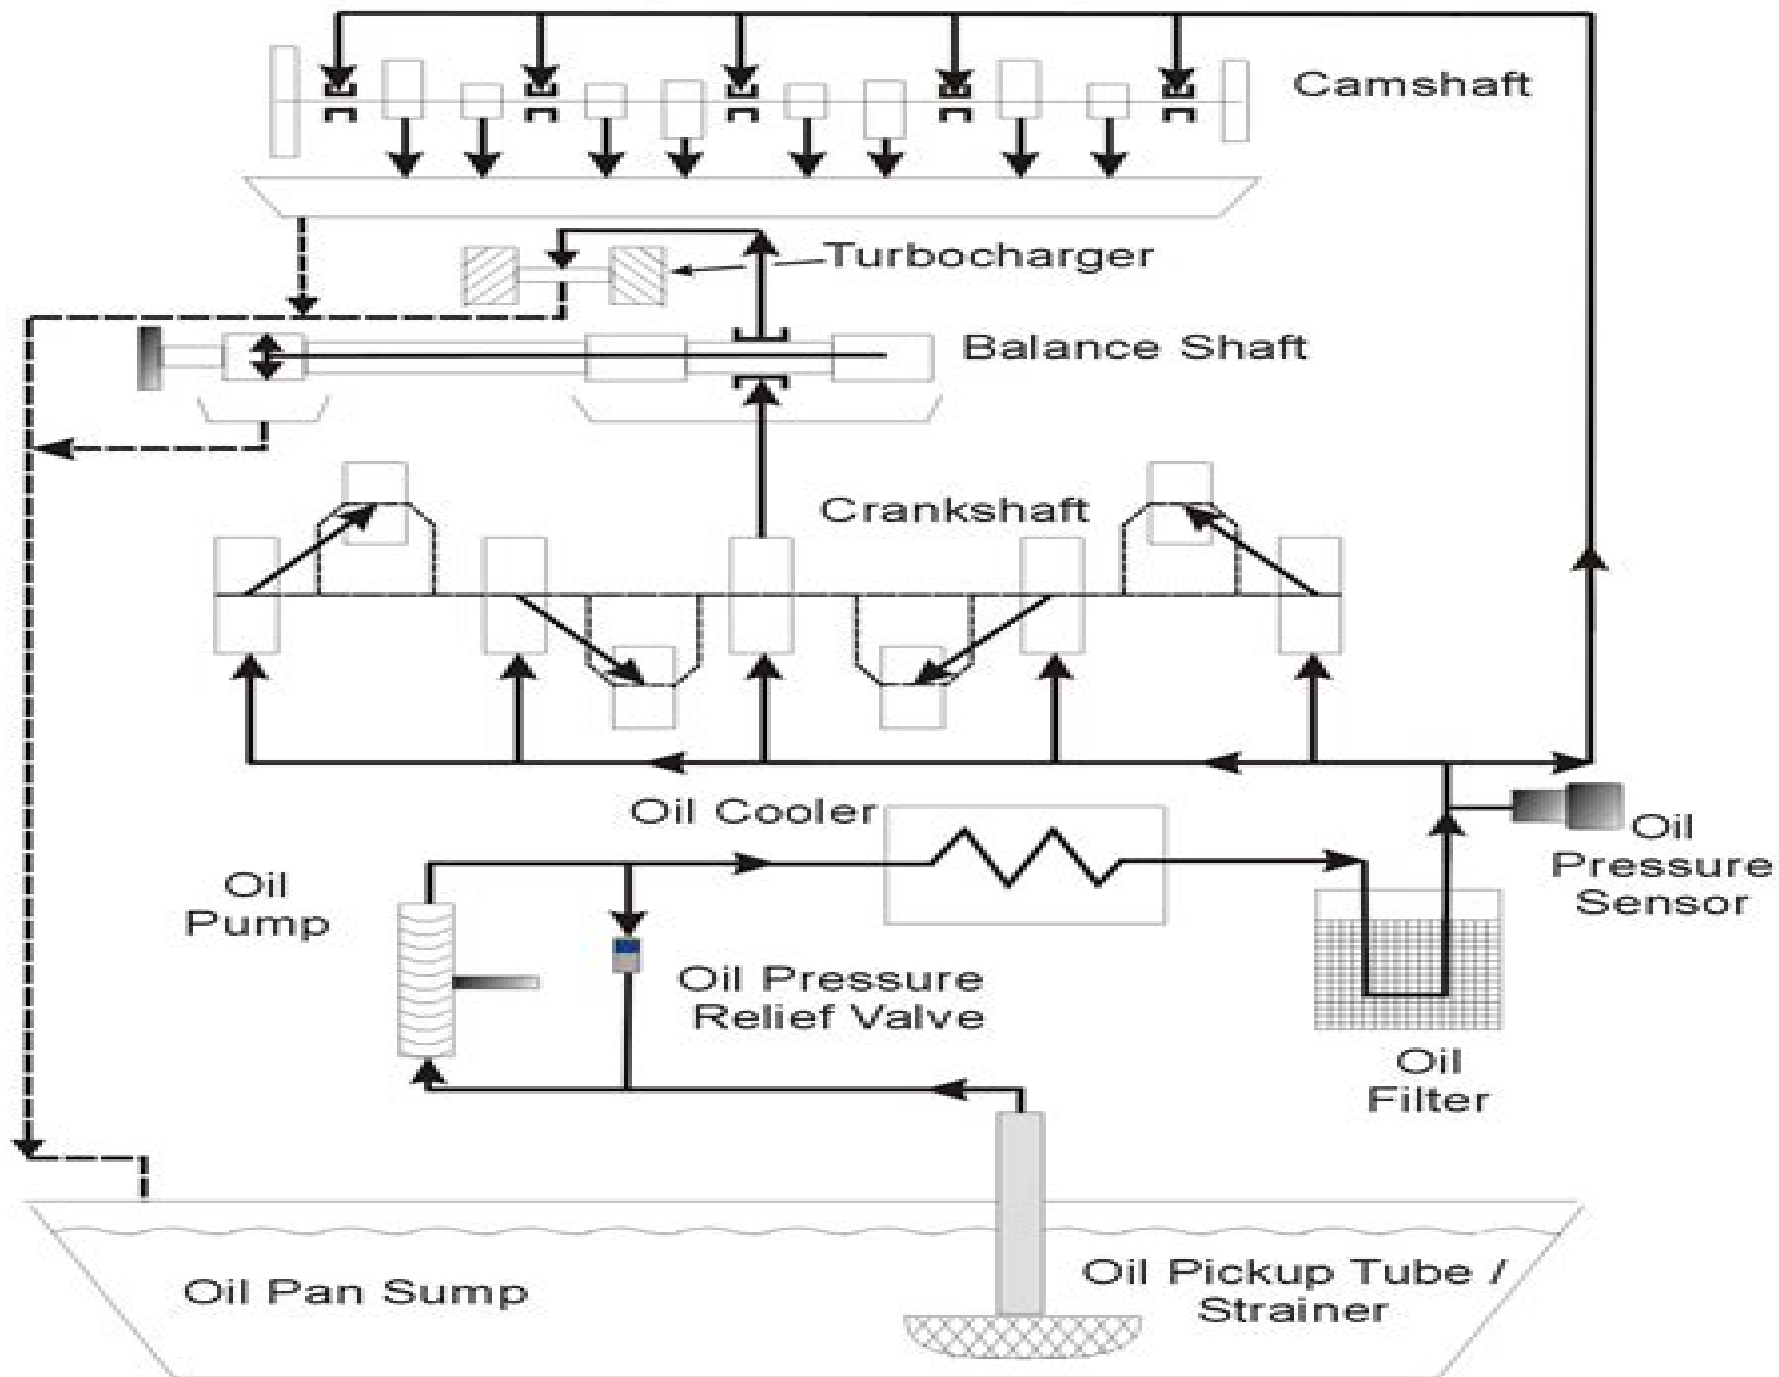 Camshaft
Turbocharger
Balance Shaft
Crankshaft
Oil Cooler
Oil
Pressure
Sensor
Oil
Pump
Oil Pressure
Relief Valve
Oil
Filter
Oil Pan Sump
Oil Pickup Tube /
Strainer